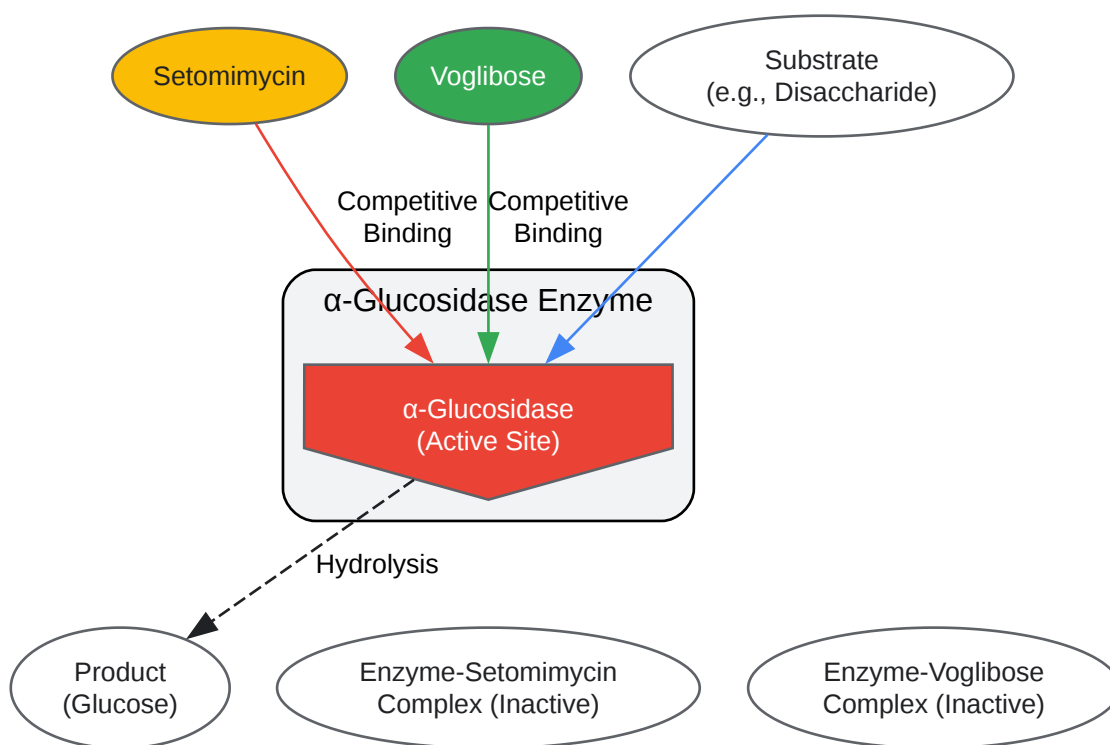 Setomimycin
Voglibose
Substrate
(e.g., Disaccharide)
Competitive
Binding
Competitive
Binding
α-Glucosidase Enzyme
α-Glucosidase
(Active Site)
Hydrolysis
Product
(Glucose)
Enzyme-Setomimycin
Complex (Inactive)
Enzyme-Voglibose
Complex (Inactive)